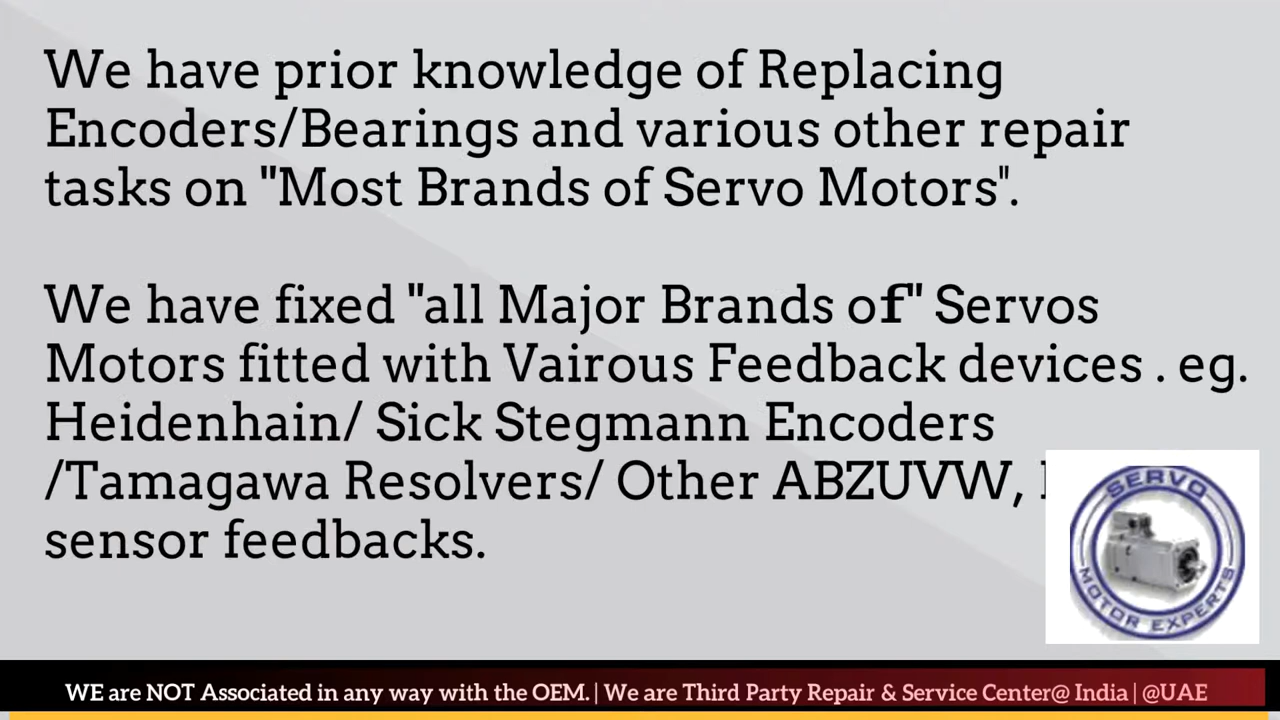 We have prior knowledge of Replacing
Encoders/Bearings and various other repair
tasks on "Most Brands of Servo Motors".
We have fixed "all Major Brands of" Servos
Motors fitted with Vairous Feedback devices . eg.
Heidenhain/ Sick Stegmann Encoders
/Tamagawa Resolvers/ Other ABZUVW,
sensor feedbacks.
SERVO
MOTOR EXPERTS
WE are NOT Associated in any way with the OEM. | We are Third Party Repair & Service Center@ India | @UAE